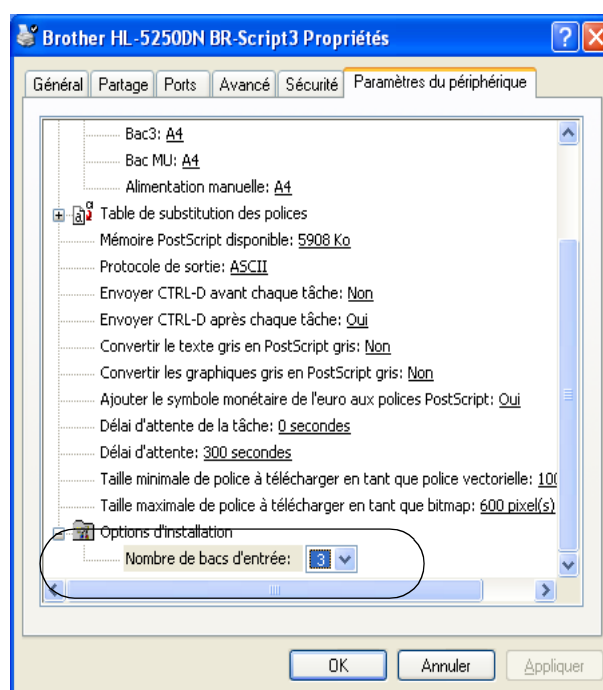 Brother HL-5250DN BR-Script3 Propriétés
Général Partage Ports Avancé Sécurité Paramètres du périphérique
Bac3: A4
Bac MU: A4
Alimentation manuelle: A4
Table de substitution des polices
Mémoire PostScript disponible: 5908 Ko
Protocole de sortie: ASCII
Envoyer CTRL-D avant chaque tâche: Non
Envoyer CTRL-D après chaque tâche: Oui
Convertir le texte gris en PostScript gris: Non
Convertir les graphiques gris en PostScript gris: Non
Ajouter le symbole monétaire de l'euro aux polices PostScript: Oui
Délai d'attente de la tâche: 0 secondes
Délai d'attente: 300 secondes
Taille minimale de police à télécharger en tant que police vectorielle:
Taille maximale de police à télécharger en tant que bitmap: 600 pixel(s)
Options d'installation
Nombre de bacs d'entrée: 3
OK Annuler Appliquer